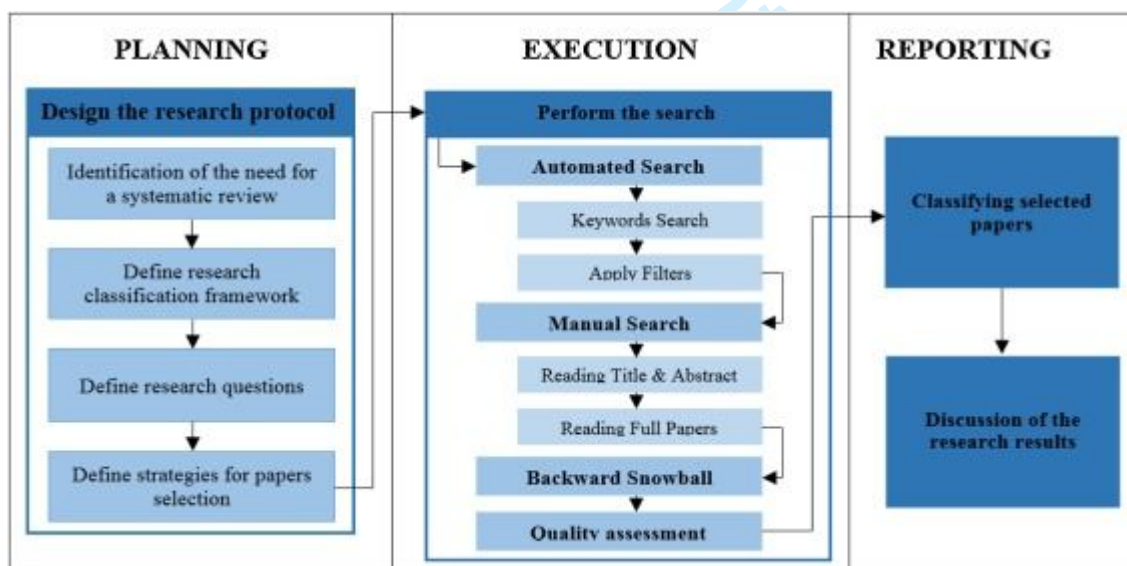 PLANNING
Design the research protocol
Identification of the need for
a systematic review
Define research
classification framework
Define research questions
Define strategies for papers
selection
EXECUTION
Perform the search
Automated Search
Keywords Search
Apply Filters
Manual Search
Reading Title & Abstract
Reading Full Papers
Backward Snowball
Quality assessment
REPORTING
Classifying selected
papers
Discussion of the
research results